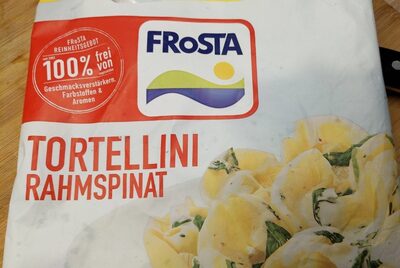 FRoSTA
REINHEITSGEBOT
100% frei
von
Geschmacksverstärkern,
Farbstoffen &
Aromen
FRoSTA
TORTELLINI
RAHMSPINAT